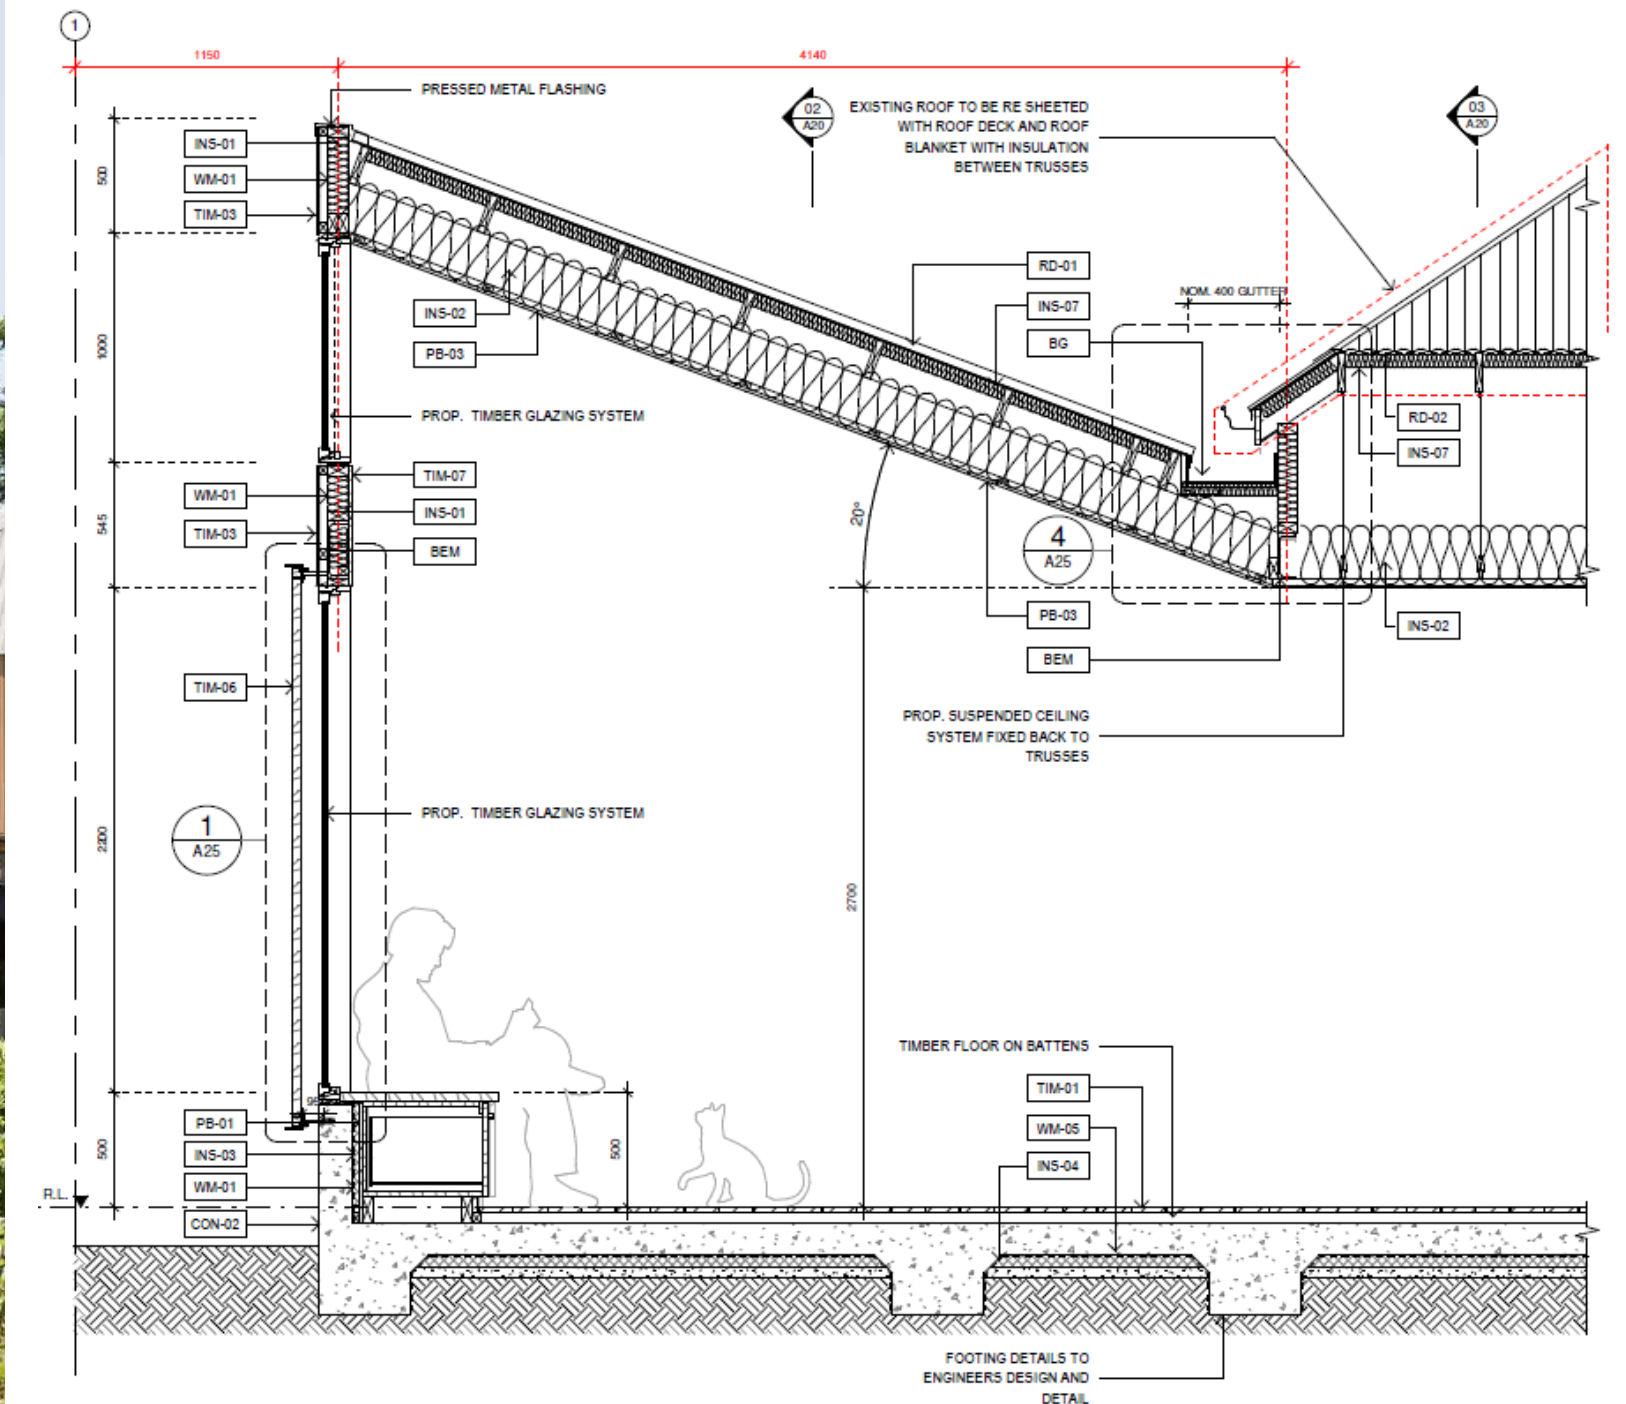 1
1150
4140
PRESSED METAL FLASHING
02
A20
EXISTING ROOF TO BE RE SHEETED
WITH ROOF DECK AND ROOF
BLANKET WITH INSULATION
BETWEEN TRUSSES
03
A20
INS-01
WM-01
TIM-03
500
RD-01
INS-07
BG
NOM. 400 GUTTER
INS-02
PB-03
1000
PROP. TIMBER GLAZING SYSTEM
RD-02
INS-07
TIM-07
WM-01
INS-01
TIM-03
BEM
545
20°
4
A25
PB-03
INS-02
BEM
TIM-06
PROP. SUSPENDED CEILING
SYSTEM FIXED BACK TO
TRUSSES
PROP. TIMBER GLAZING SYSTEM
1
A25
2200
2700
TIMBER FLOOR ON BATTENS
TIM-01
WM-05
INS-04
PB-01
INS-03
WM-01
CON-02
500
500
R.L.
FOOTING DETAILS TO
ENGINEERS DESIGN AND
DETAIL